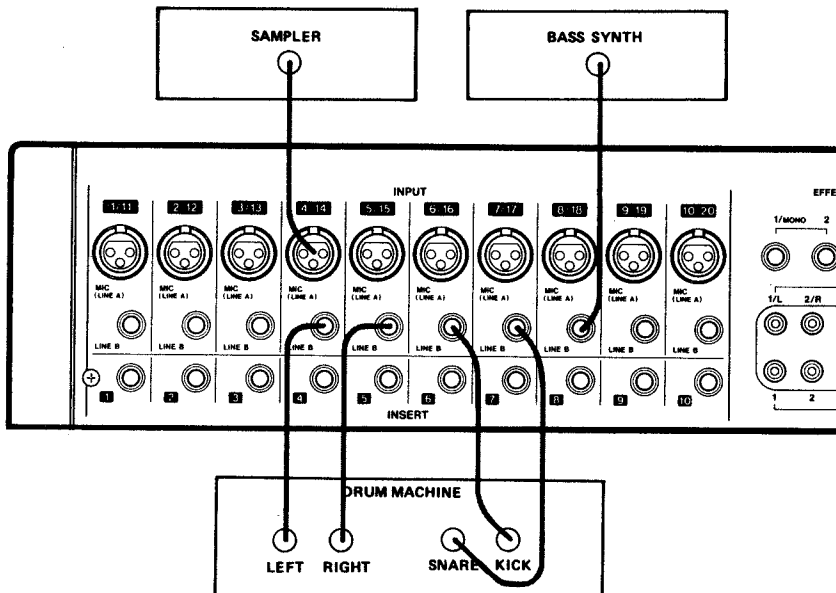 SAMPLER
BASS SYNTH
INPUT
EFFE
1/11 2/12 3/13 4/14 5/15 6/16 7/17 8/18 9/19 10/20
1/MONO 2
MIC MIC MIC MIC MIC MIC MIC MIC MIC MIC
(LINE A) (LINE A) (LINE A) (LINE A) (LINE A) (LINE A) (LINE A) (LINE A) (LINE A) (LINE A)
1/L 2/R
LINE B LINE B LINE B LINE B LINE B LINE B LINE B LINE B LINE B LINE B
1 2 3 4 5 6 7 8 9 10
1 2
INSERT
DRUM MACHINE
LEFT RIGHT SNARE KICK